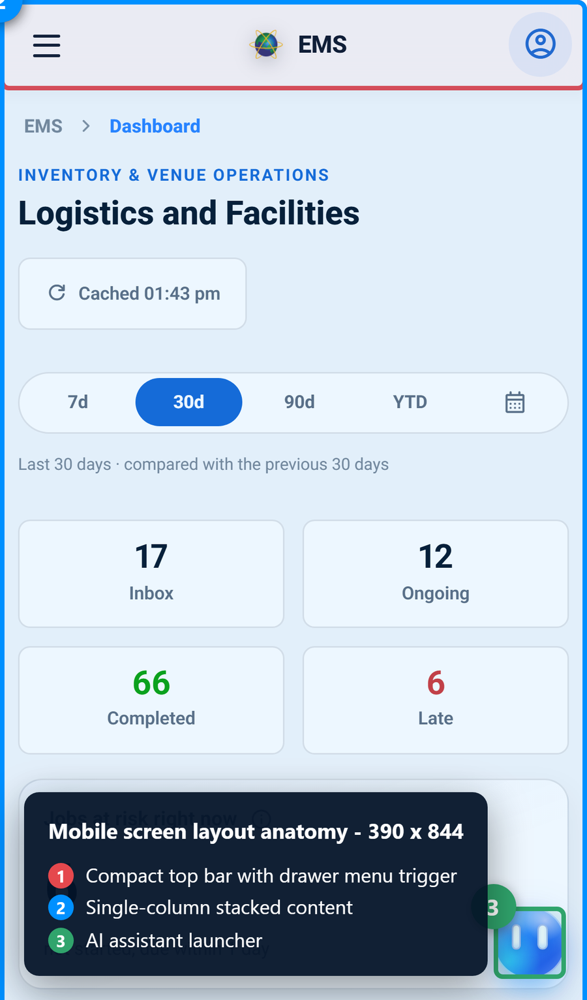 2
EMS
EMS > Dashboard
INVENTORY & VENUE OPERATIONS
Logistics and Facilities
Cached 01:43 pm
7d 30d 90d YTD
Last 30 days · compared with the previous 30 days
17
Inbox
12
Ongoing
66
Completed
6
Late
Jobs at risk right now
Mobile screen layout anatomy - 390 x 844
1 Compact top bar with drawer menu trigger
2 Single-column stacked content
3
3 AI assistant launcher
started, due within 1 day